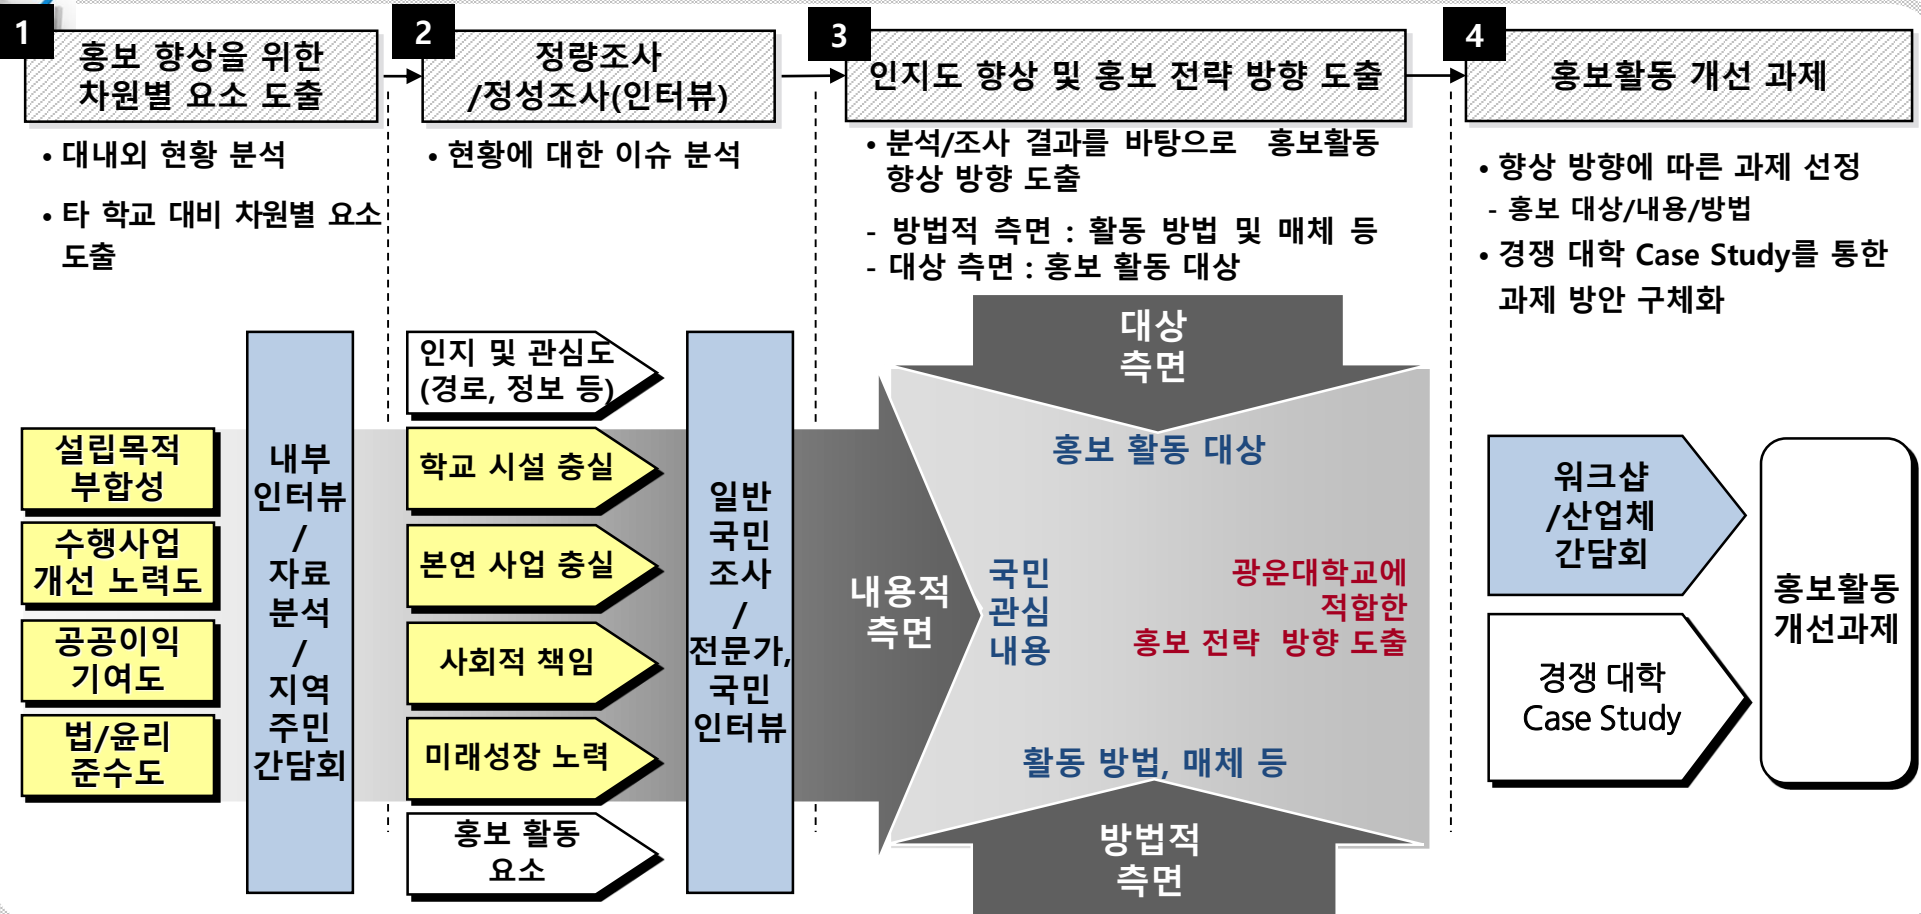 1
홍보 향상을 위한
차원별 요소 도출
• 대내외 현황 분석
• 타 학교 대비 차원별 요소
도출
설립목적
부합성
수행사업
개선 노력도
공공이익
기여도
법/윤리
준수도
내부
인터뷰
/
자료
분석
/
지역
주민
간담회
2
정량조사
/정성조사(인터뷰)
• 현황에 대한 이슈 분석
인지 및 관심도
(경로, 정보 등)
학교 시설 충실
본연 사업 충실
사회적 책임
미래성장 노력
홍보 활동
요소
일반
국민
조사
/
전문가,
국민
인터뷰
3
인지도 향상 및 홍보 전략 방향 도출
• 분석/조사 결과를 바탕으로 홍보활동
향상 방향 도출
- 방법적 측면 : 활동 방법 및 매체 등
- 대상 측면 : 홍보 활동 대상
대상
측면
홍보 활동 대상
내용적
측면
국민
관심
내용
광운대학교에
적합한
홍보 전략 방향 도출
활동 방법, 매체 등
방법적
측면
4
홍보활동 개선 과제
• 향상 방향에 따른 과제 선정
- 홍보 대상/내용/방법
• 경쟁 대학 Case Study를 통한
과제 방안 구체화
워크샵
/산업체
간담회
경쟁 대학
Case Study
홍보활동
개선과제